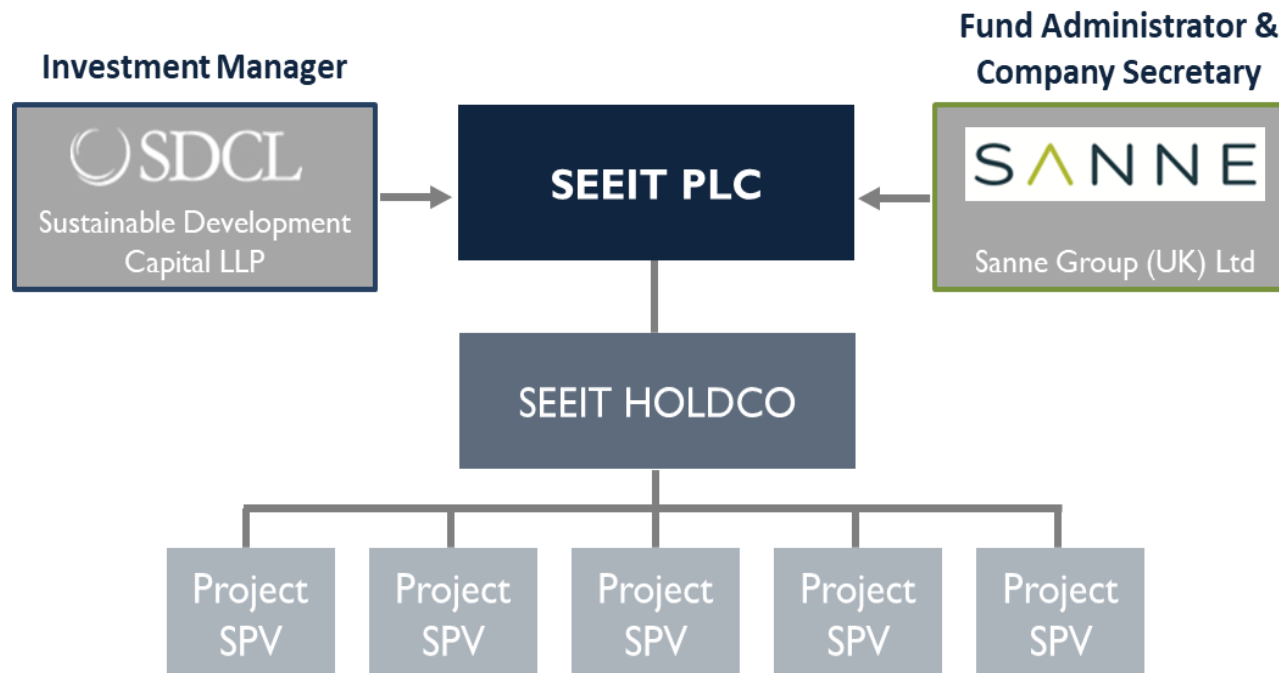 Investment Manager
SDCL
Sustainable Development
Capital LLP
SEEIT PLC
Fund Administrator &
Company Secretary
SANNE
Sanne Group (UK) Ltd
SEEIT HOLDCO
Project
SPV
Project
SPV
Project
SPV
Project
SPV
Project
SPV